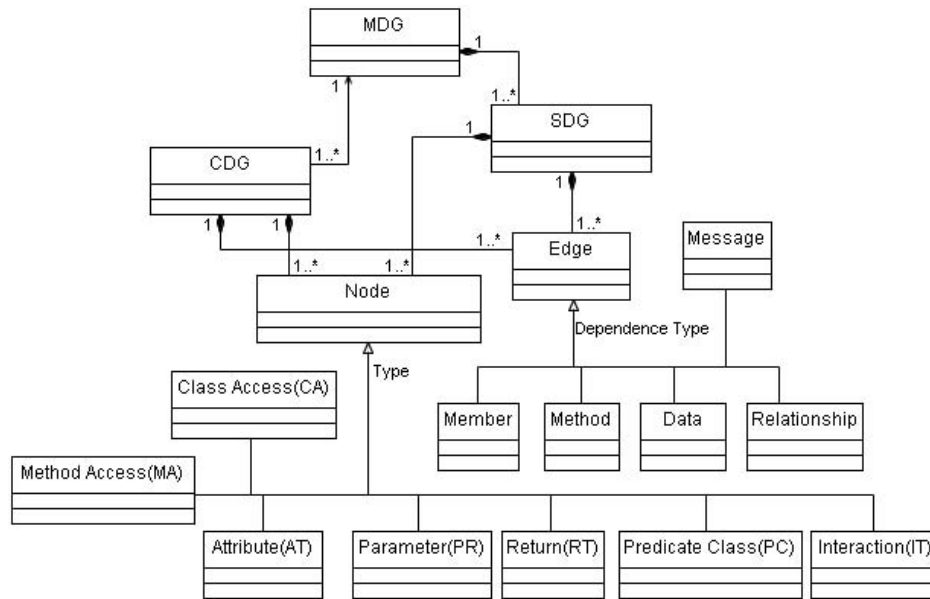 MDG
1
1
1
1..*
SDG
1
1..*
CDG
1
1
1
1..*
1..*
Edge
Message
1..*
1..*
Node
Dependence Type
Type
Class Access(CA)
Member
Method
Data
Relationship
Method Access(MA)
Attribute(AT)
Parameter(PR)
Return(RT)
Predicate Class(PC)
Interaction(IT)